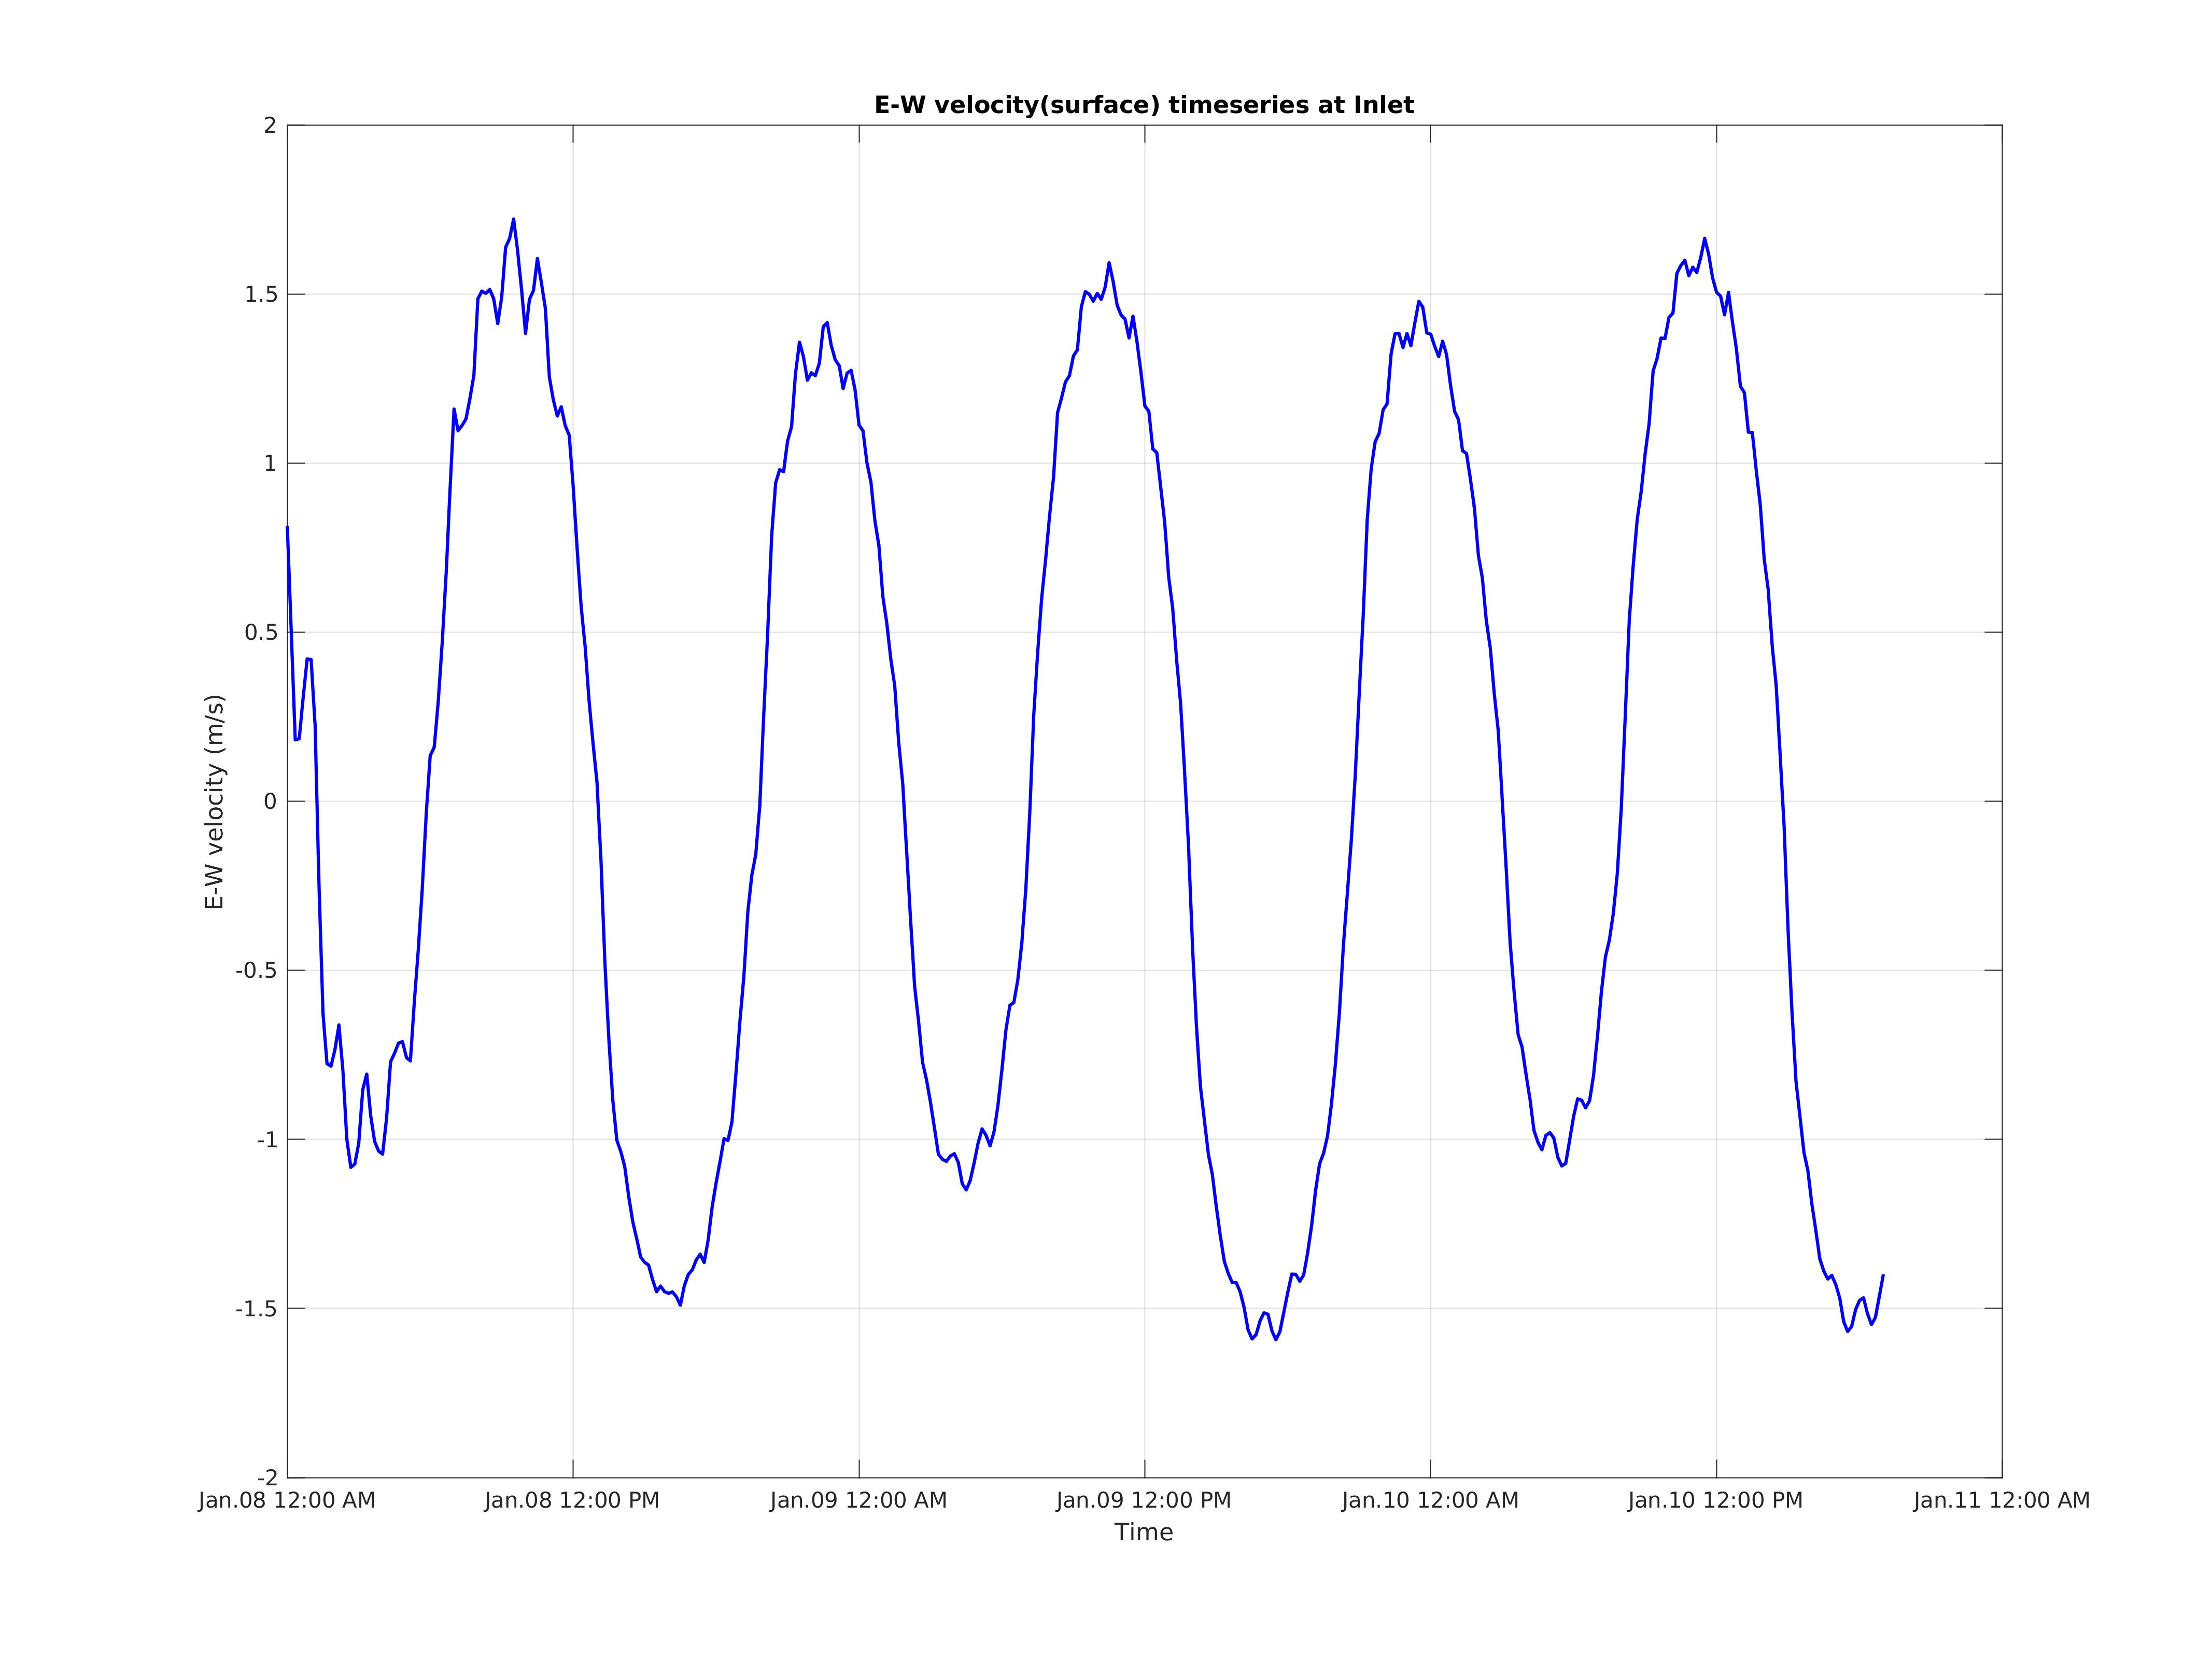 E-W velocity(surface) timeseries at Inlet
2
1.5
1
0.5
0
-0.5
-1
-1.5
-2
E-W velocity (m/s)
Jan.08 12:00 AM
Jan.08 12:00 PM
Jan.09 12:00 AM
Jan.09 12:00 PM
Jan.10 12:00 AM
Jan.10 12:00 PM
Jan.11 12:00 AM
Time